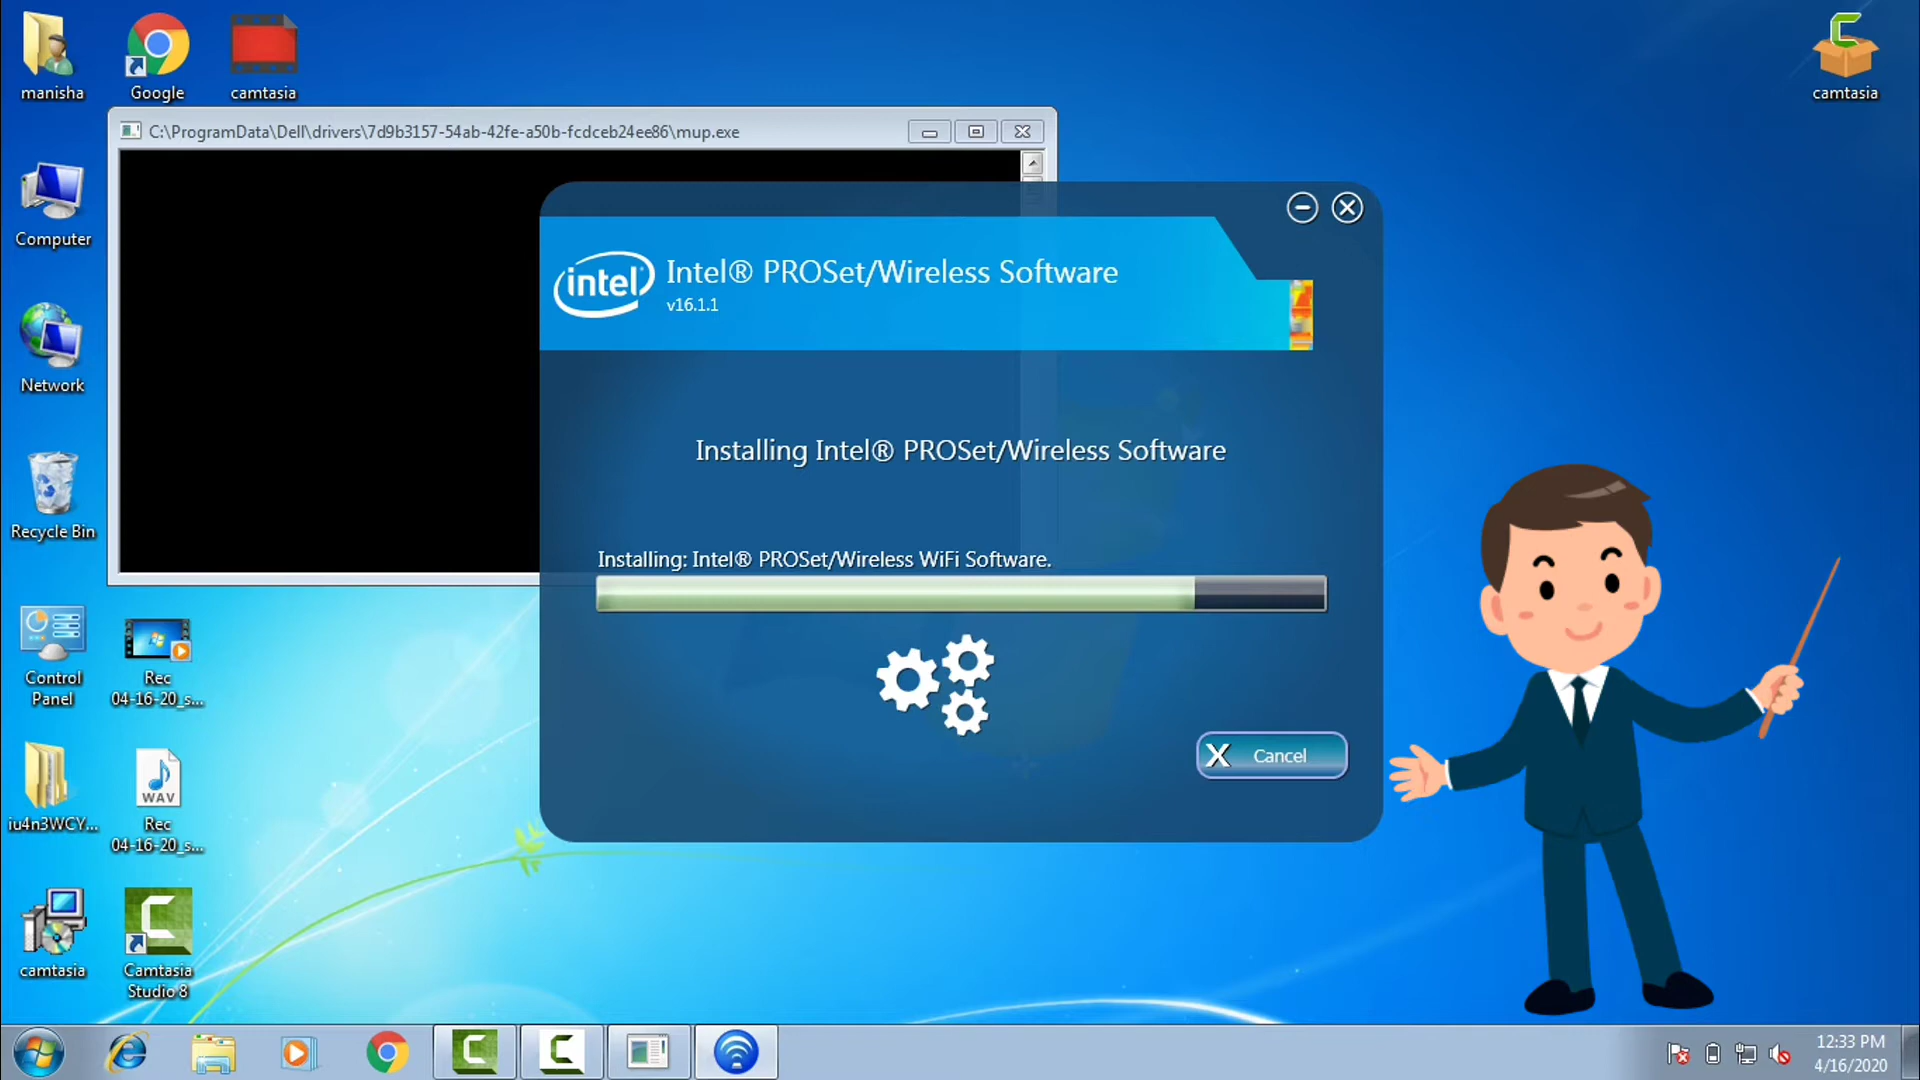 manisha
Google
camtasia
camtasia
C:\ProgramData\Dell\drivers\7d9b3157-54ab-42fe-a50b-fcdceb24ee86\mup.exe
Computer
intel
Intel® PROSet/Wireless Software
v16.1.1
Network
Installing Intel® PROSet/Wireless Software
Recycle Bin
Installing: Intel® PROSet/Wireless WiFi Software.
Control
Panel
Rec
04-16-20_s...
X Cancel
iu4n3WCY...
WAV
Rec
04-16-20_s...
camtasia
Camtasia
Studio 8
12:33 PM
4/16/2020